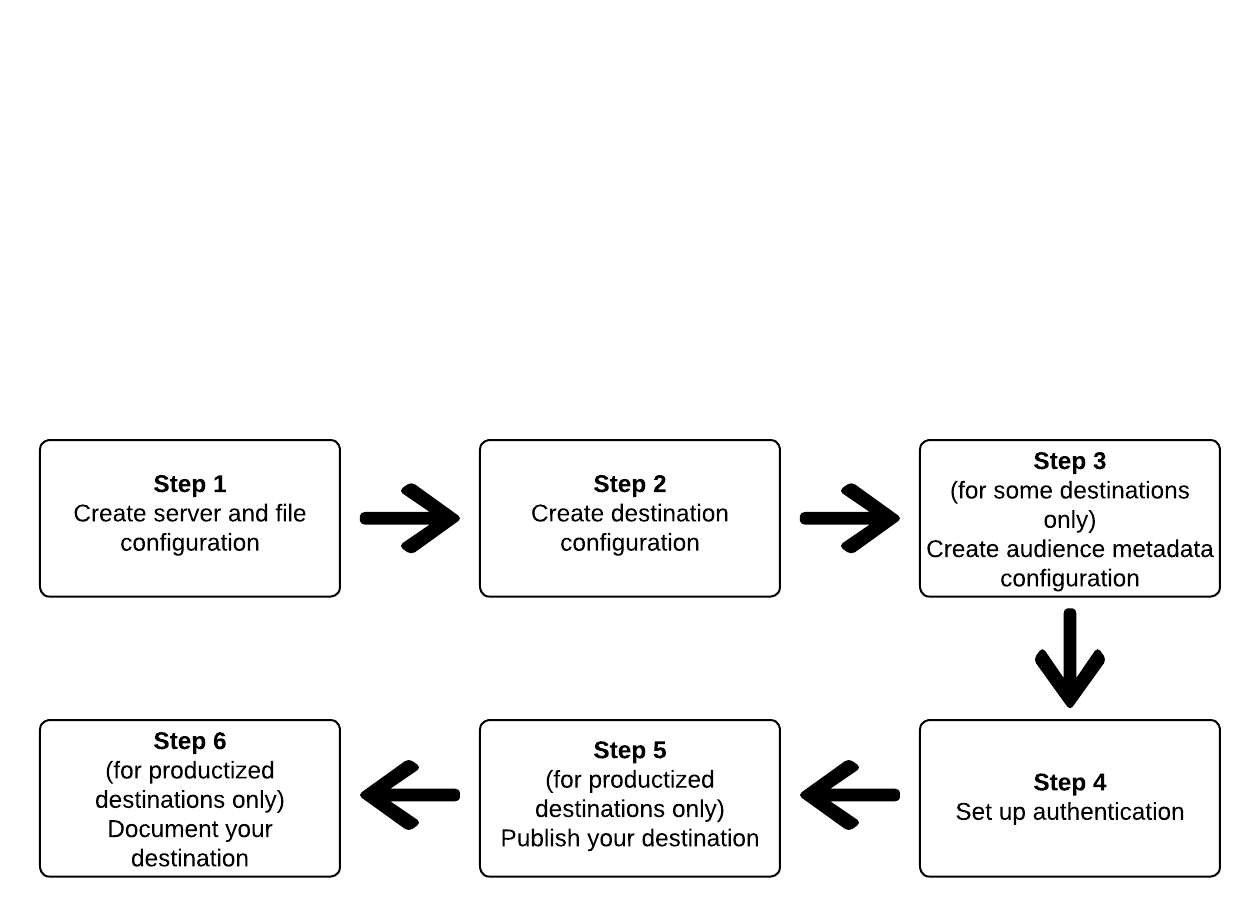 Step 1
Create server and file
configuration
Step 2
Create destination
configuration
Step 3
(for some destinations
only)
Create audience metadata
configuration
Step 4
Set up authentication
Step 5
(for productized
destinations only)
Publish your destination
Step 6
(for productized
destinations only)
Document your
destination